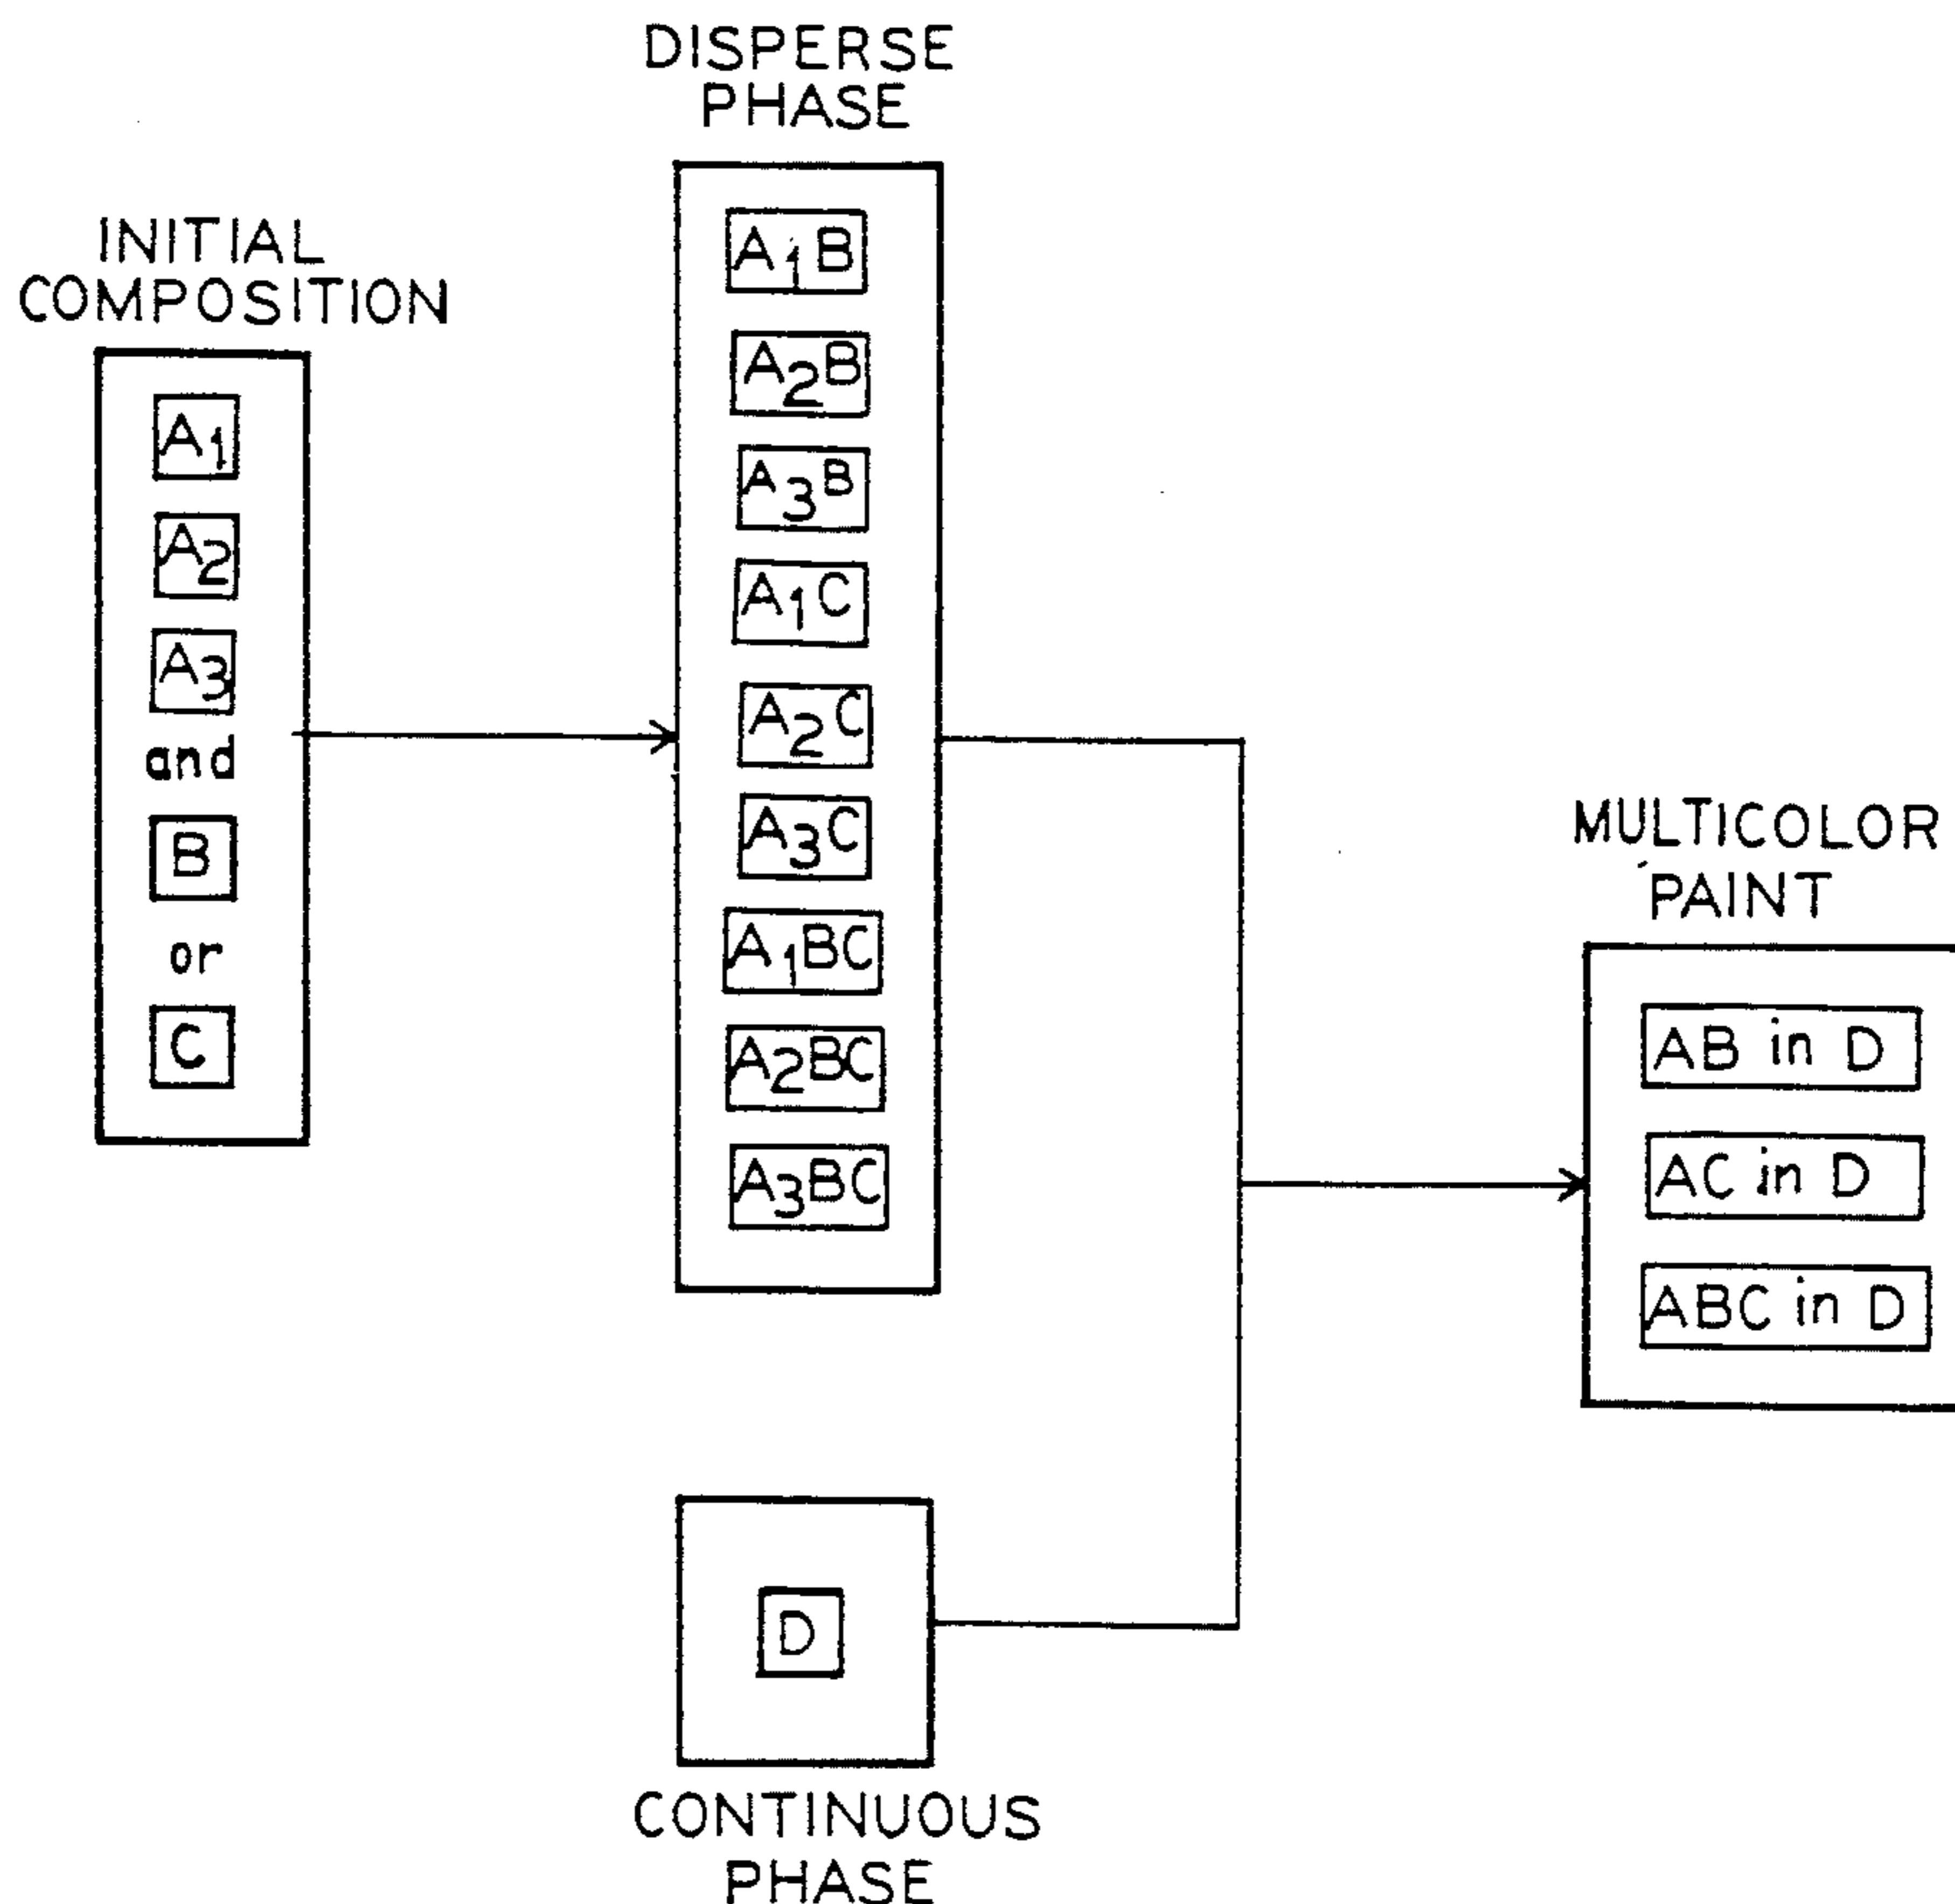 INITIAL
COMPOSITION
A1
A2
A3
and
B
or
C
DISPERSE
PHASE
A1B
A2B
A3B
A1C
A2C
A3C
A1BC
A2BC
A3BC
D
CONTINUOUS
PHASE
MULTICOLOR
PAINT
AB in D
AC in D
ABC in D